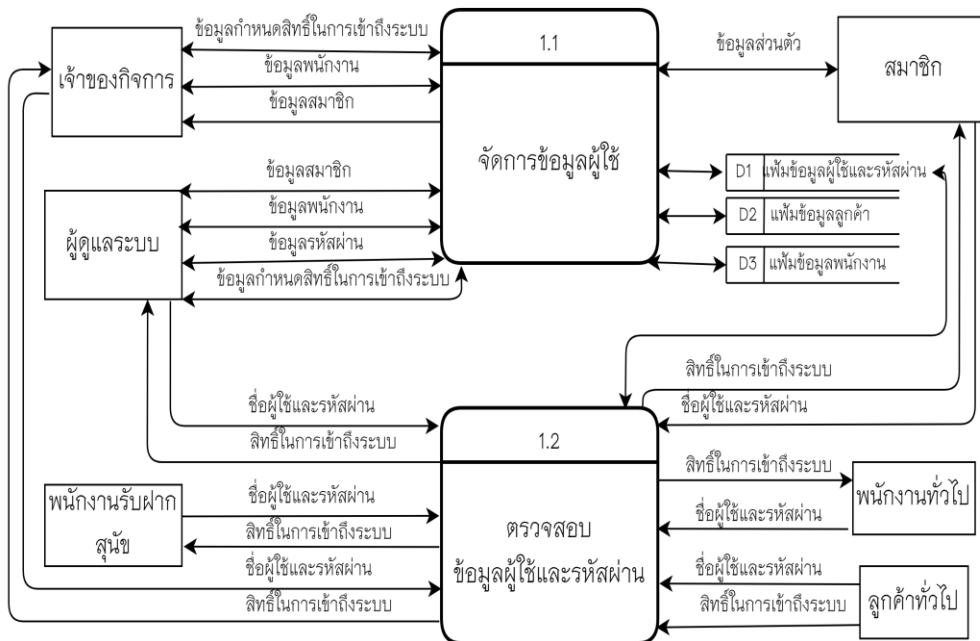 ข้อมูลกำหนดสิทธิ์ในการเข้าถึงระบบ
1.1
ข้อมูลส่วนตัว
สมาชิก
เจ้าของกิจการ
ข้อมูลพนักงาน
ข้อมูลสมาชิก
จัดการข้อมูลผู้ใช้
ข้อมูลสมาชิก
D1 แฟ้มข้อมูลผู้ใช้และรหัสผ่าน
ผู้ดูแลระบบ
ข้อมูลพนักงาน
D2 แฟ้มข้อมูลลูกค้า
ข้อมูลรหัสผ่าน
D3 แฟ้มข้อมูลพนักงาน
ข้อมูลกำหนดสิทธิ์ในการเข้าถึงระบบ
สิทธิ์ในการเข้าถึงระบบ
ชื่อผู้ใช้และรหัสผ่าน
ชื่อผู้ใช้และรหัสผ่าน
สิทธิ์ในการเข้าถึงระบบ
1.2
สิทธิ์ในการเข้าถึงระบบ
พนักงานทั่วไป
พนักงานรับฝาก
สุนัข
ชื่อผู้ใช้และรหัสผ่าน
ชื่อผู้ใช้และรหัสผ่าน
สิทธิ์ในการเข้าถึงระบบ
ตรวจสอบ
ข้อมูลผู้ใช้และรหัสผ่าน
ชื่อผู้ใช้และรหัสผ่าน
ชื่อผู้ใช้และรหัสผ่าน
สิทธิ์ในการเข้าถึงระบบ
สิทธิ์ในการเข้าถึงระบบ
ลูกค้าทั่วไป